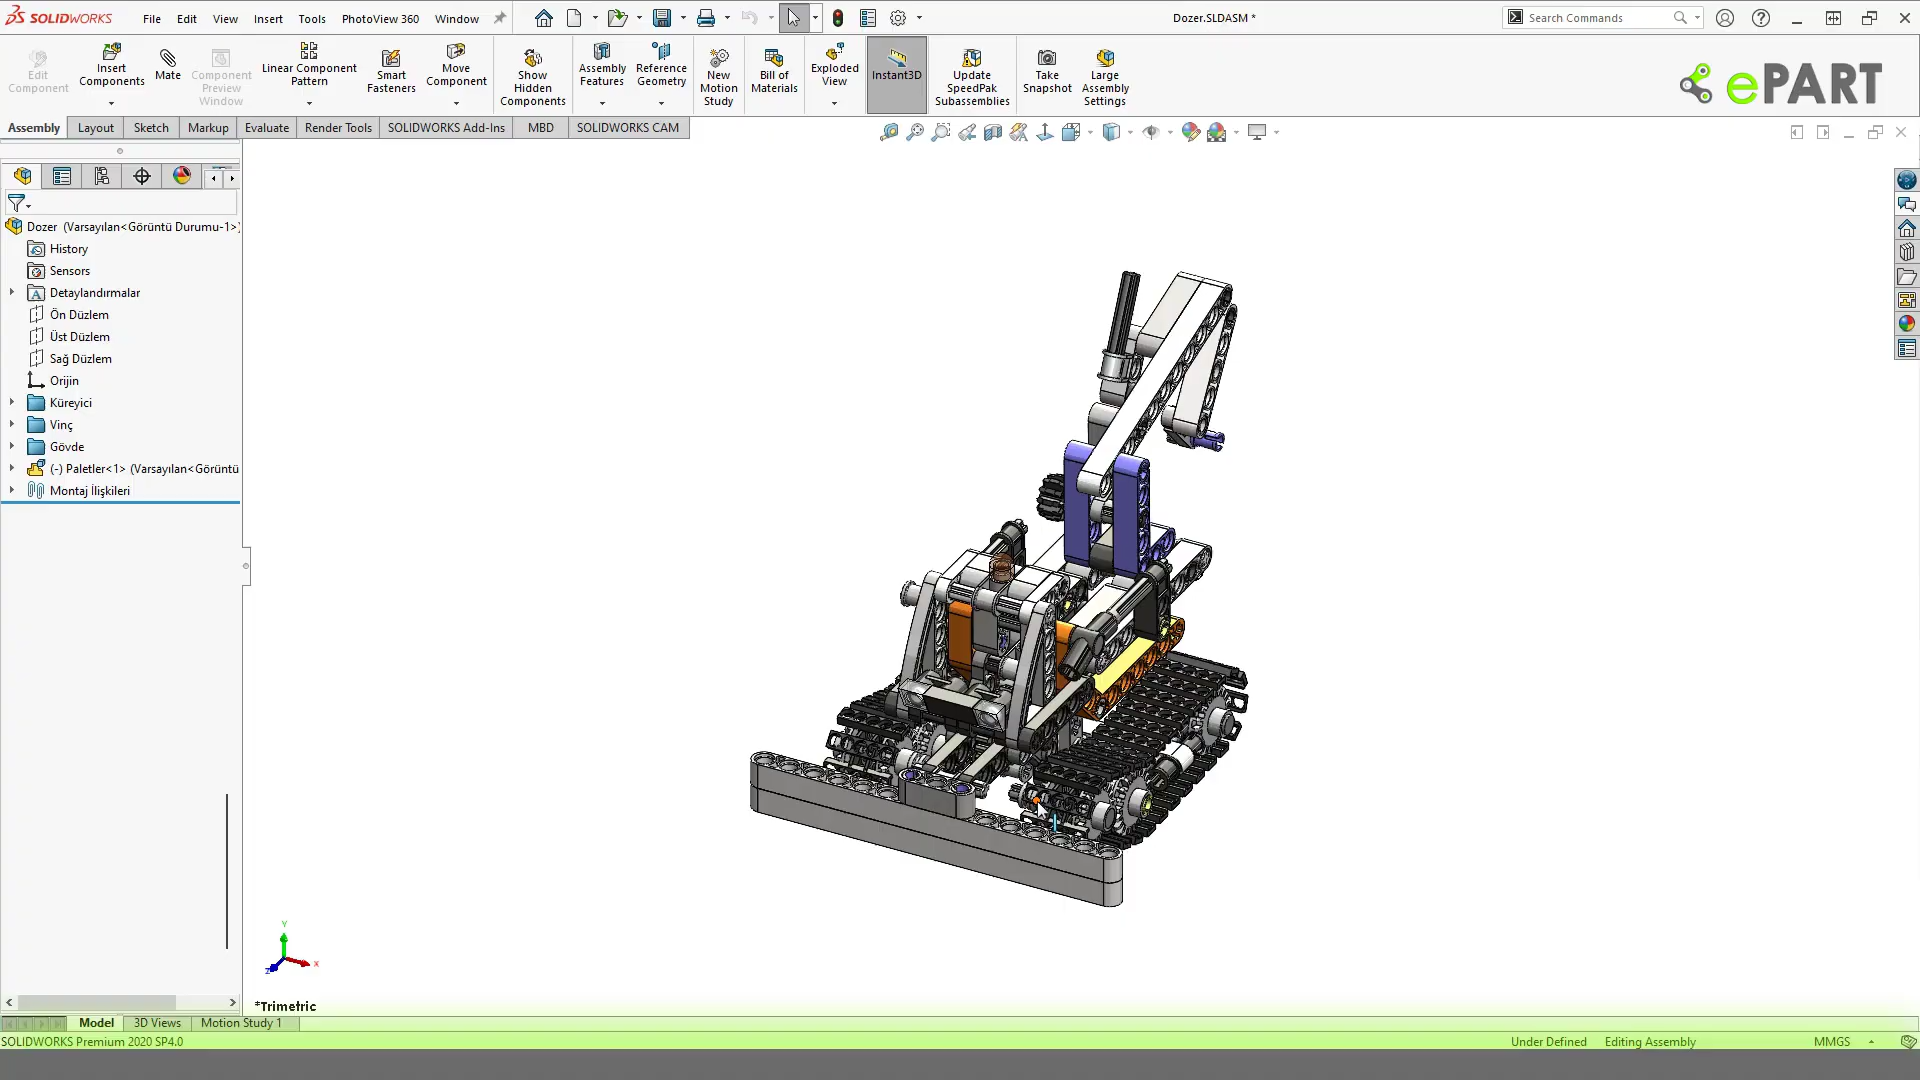 SOLIDWORKS
File Edit View Insert Tools PhotoView 360 Window
Dozer.SLDASM *
Search Commands
Edit Component
Insert Components
Mate
Component Preview Window
Linear Component Pattern
Smart Fasteners
Move Component
Show Hidden Components
Assembly Features
Reference Geometry
New Motion Study
Bill of Materials
Exploded View
Instant3D
Update SpeedPak Subassemblies
Take Snapshot
Large Assembly Settings
ePART
Assembly Layout Sketch Markup Evaluate Render Tools SOLIDWORKS Add-Ins MBD SOLIDWORKS CAM
Dozer (Varsayılan<Görüntü Durumu-1>)
History
Sensors
Detaylandırmalar
Ön Düzlem
Üst Düzlem
Sağ Düzlem
Orijin
Küreyici
Vinç
Gövde
(-) Paletler<1> (Varsayılan<Görüntü
Montaj İlişkileri
Y
X
Z
*Trimetric
Model 3D Views Motion Study 1
SOLIDWORKS Premium 2020 SP4.0
Under Defined Editing Assembly MMGS